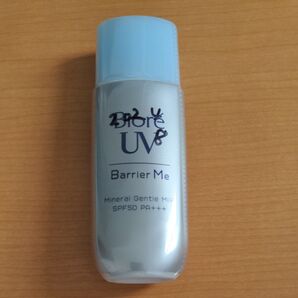 Bioré
UV
Barrier Me
Mineral Gentle Milk
SPF50 PA+++